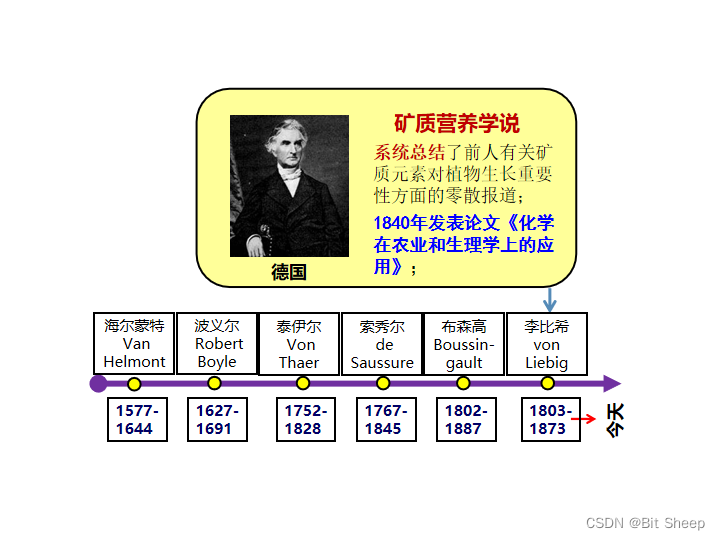 矿质营养学说
系统总结了前人有关矿
质元素对植物生长重要
性方面的零散报道；
1840年发表论文《化学
在农业和生理学上的应
用》；
德国
海尔蒙特
Van
Helmont
波义尔
Robert
Boyle
泰伊尔
Von
Thaer
索秀尔
de
Saussure
布森高
Boussin-
gault
李比希
von
Liebig
1577-
1644
1627-
1691
1752-
1828
1767-
1845
1802-
1887
1803-
1873
今天
CSDN @Bit Sheep